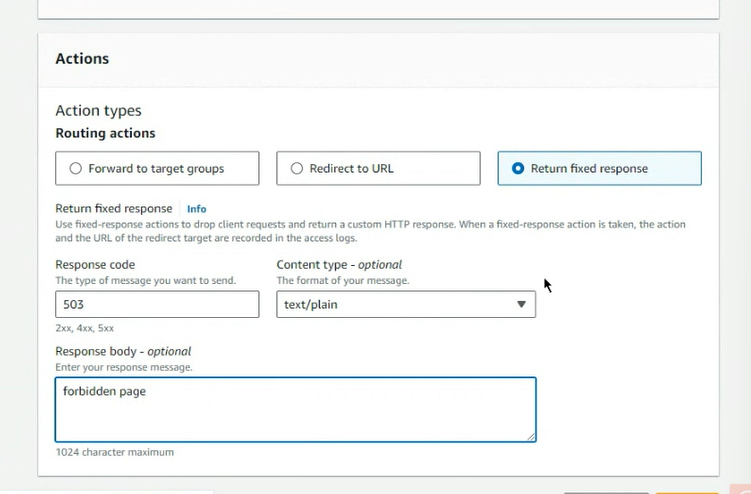 Actions
Action types
Routing actions
Forward to target groups
Redirect to URL
Return fixed response
Return fixed response Info
Use fixed-response actions to drop client requests and return a custom HTTP response. When a fixed-response action is taken, the action
and the URL of the redirect target are recorded in the access logs.
Response code
The type of message you want to send.
503
2xx, 4xx, 5xx
Content type - optional
The format of your message.
text/plain
Response body - optional
Enter your response message.
forbidden page
1024 character maximum